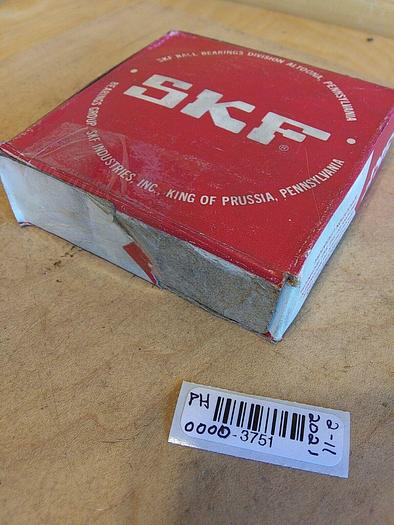 SKF BALL BEARINGS DIVISION ALTOONA, PENNSYLVANIA
SKF®
BEARINGS GROUP SKF INDUSTRIES, INC., KING OF PRUSSIA, PENNSYLVANIA
PH
0000-3751
2-11
2021